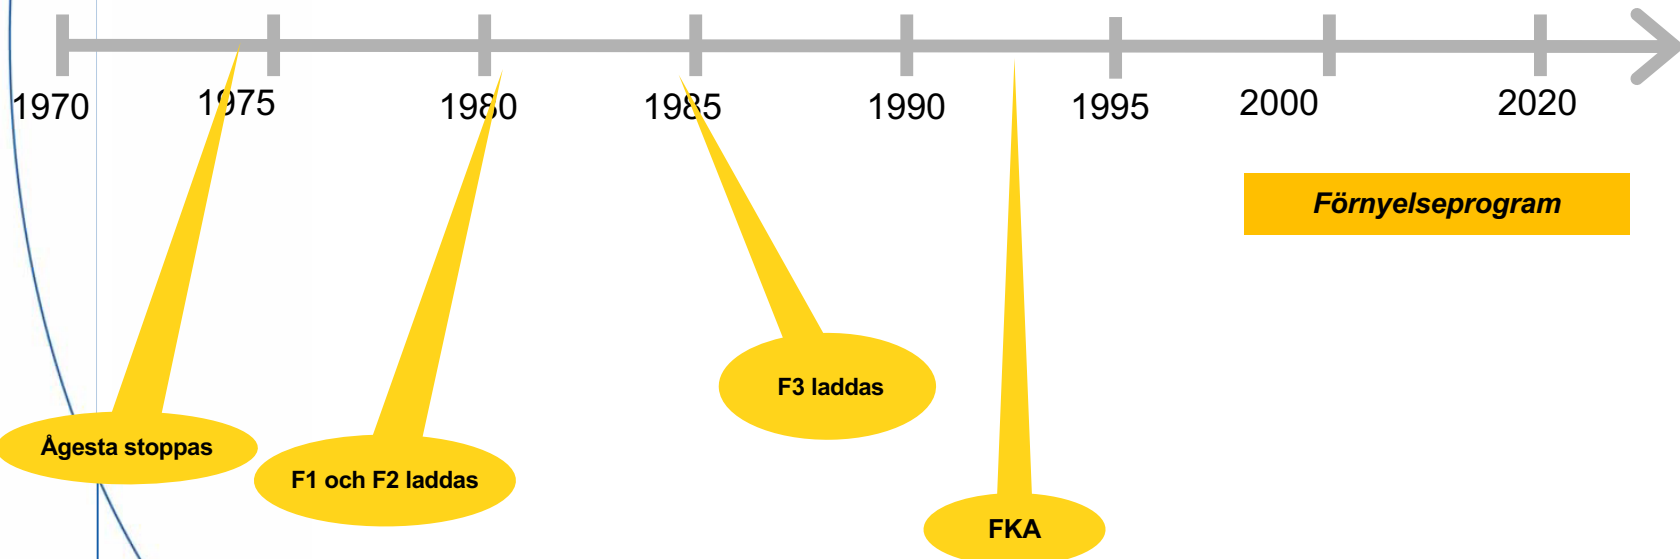 1970 1975 1980 1985 1990 1995 2000 2020
Förnyelseprogram
F3 laddas
Ågesta stoppas
F1 och F2 laddas
FKA